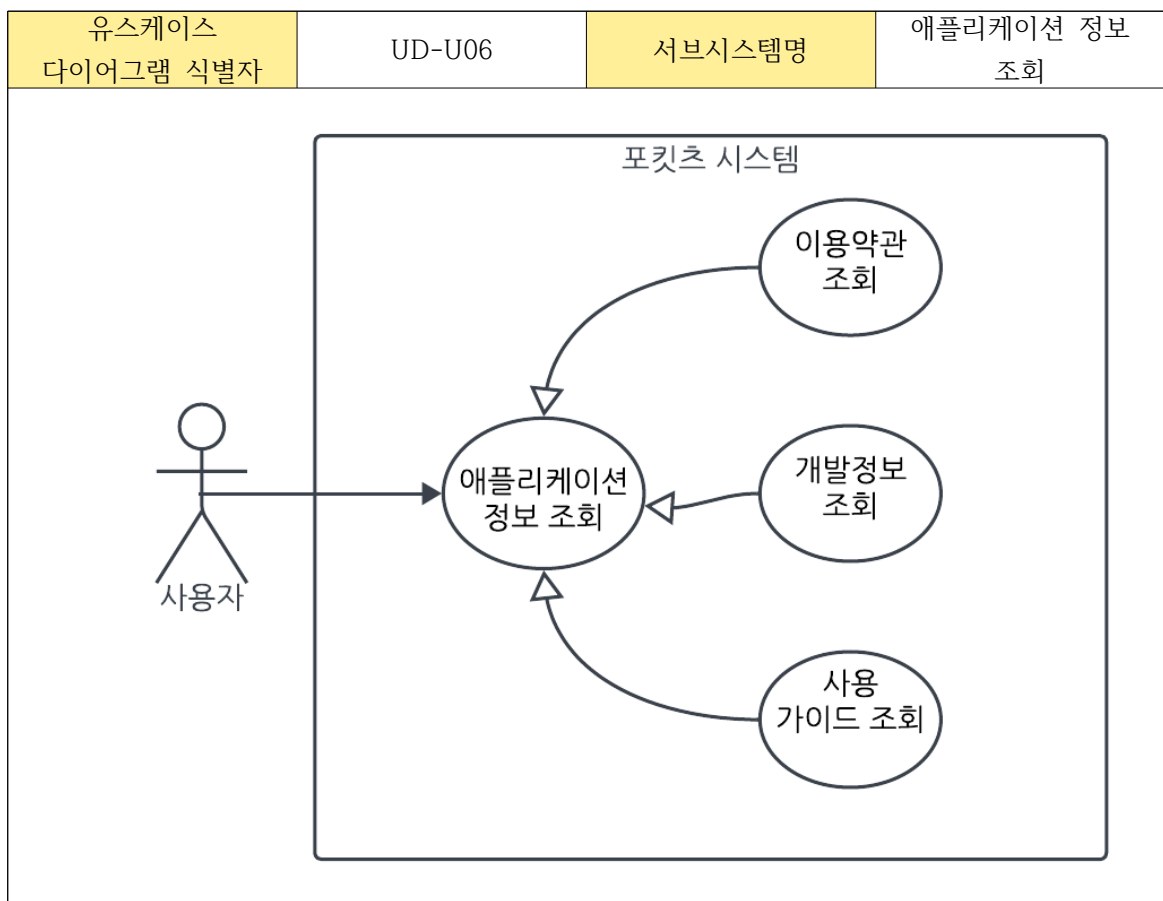 유스케이스
다이어그램 식별자
UD-U06
서브시스템명
애플리케이션 정보
조회
포킷츠 시스템
이용약관
조회
애플리케이션
정보 조회
개발정보
조회
사용자
사용
가이드 조회